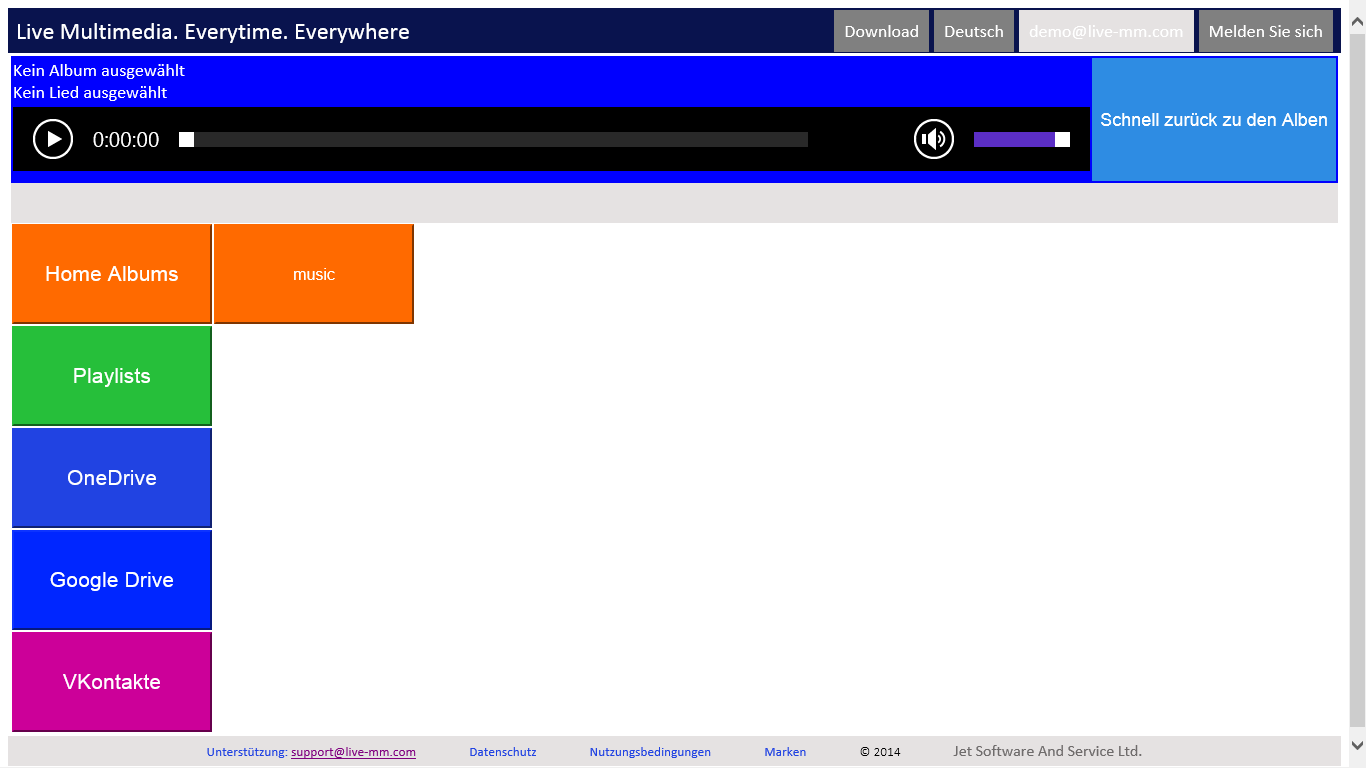 Live Multimedia. Everytime. Everywhere Download Deutsch demo@live-mm.com Melden Sie sich
Kein Album ausgewählt
Kein Lied ausgewählt
0:00:00
Schnell zurück zu den Alben
Home Albums music
Playlists
OneDrive
Google Drive
VKontakte
Unterstützung: support@live-mm.com Datenschutz Nutzungsbedingungen Marken © 2014 Jet Software And Service Ltd.